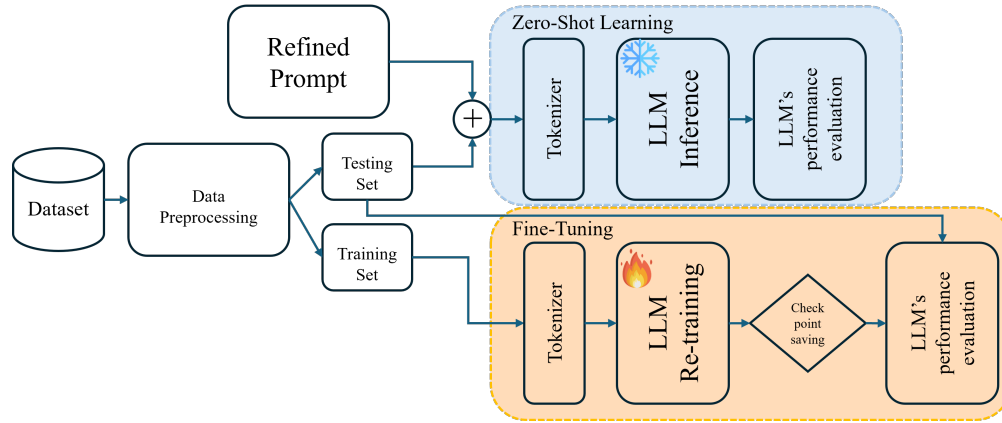 Zero-Shot Learning
Refined
Prompt
+
Tokenizer
LLM
Inference
LLM's
performance
evaluation
Dataset
Data
Preprocessing
Testing
Set
Training
Set
Fine-Tuning
Tokenizer
LLM
Re-training
Check
point
saving
LLM's
performance
evaluation